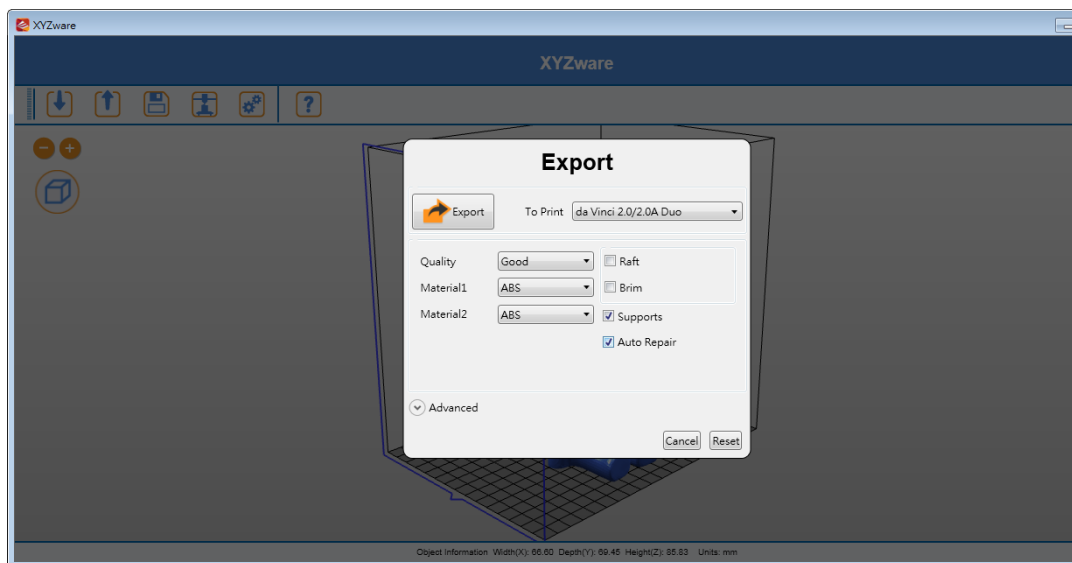 XYZware
XYZware
?
Export
Export To Print da Vinci 2.0/2.0A Duo
Quality Good Raft
Material1 ABS Brim
Material2 ABS Supports
Auto Repair
Advanced
Cancel Reset
Object Information Width(X): 66.60 Depth(Y): 69.45 Height(Z): 85.83 Units: mm